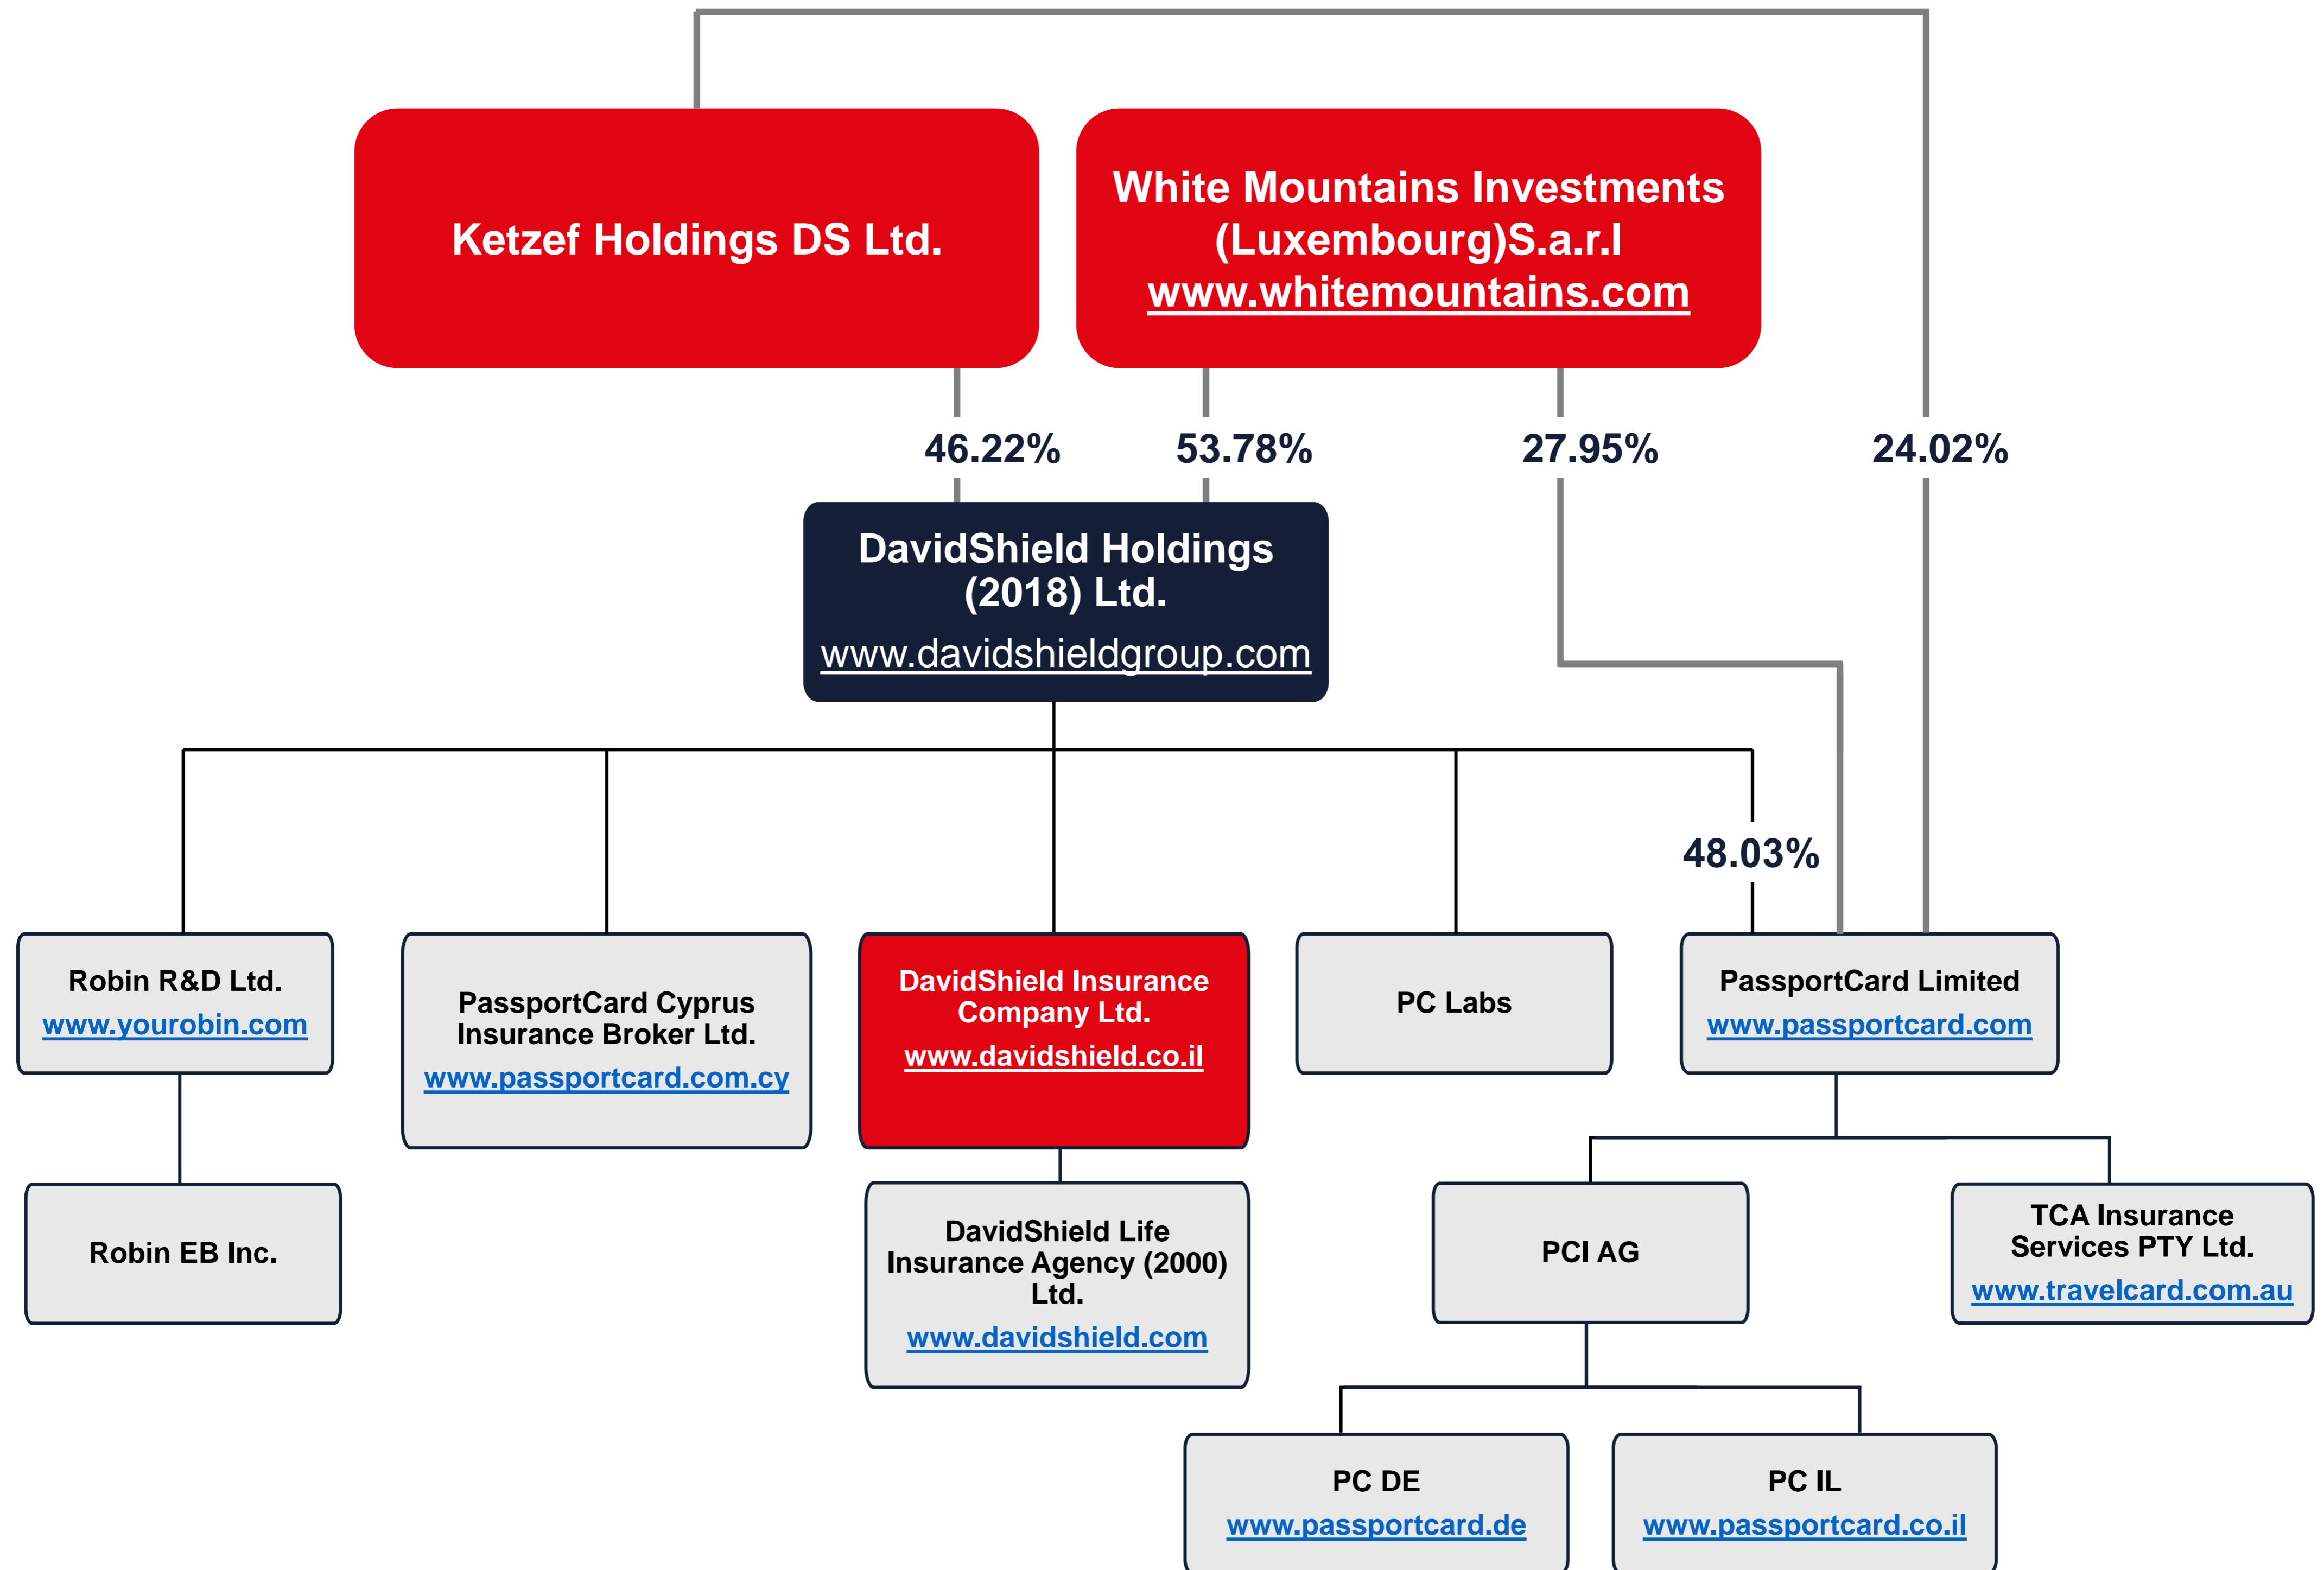 Ketzef Holdings DS Ltd.
White Mountains Investments
(Luxembourg)S.a.r.l
www.whitemountains.com
46.22%
53.78%
27.95%
24.02%
DavidShield Holdings
(2018) Ltd.
www.davidshieldgroup.com
48.03%
Robin R&D Ltd.
www.yourobin.com
PassportCard Cyprus
Insurance Broker Ltd.
www.passportcard.com.cy
DavidShield Insurance
Company Ltd.
www.davidshield.co.il
PC Labs
PassportCard Limited
www.passportcard.com
Robin EB Inc.
DavidShield Life
Insurance Agency (2000)
Ltd.
www.davidshield.com
PCI AG
TCA Insurance
Services PTY Ltd.
www.travelcard.com.au
PC DE
www.passportcard.de
PC IL
www.passportcard.co.il